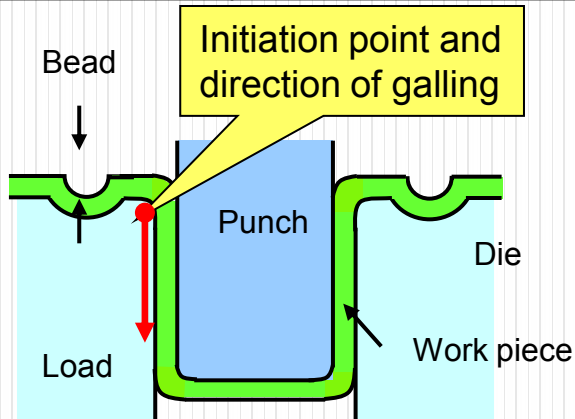 Initiation point and
direction of galling
Bead
Punch
Die
Work piece
Load